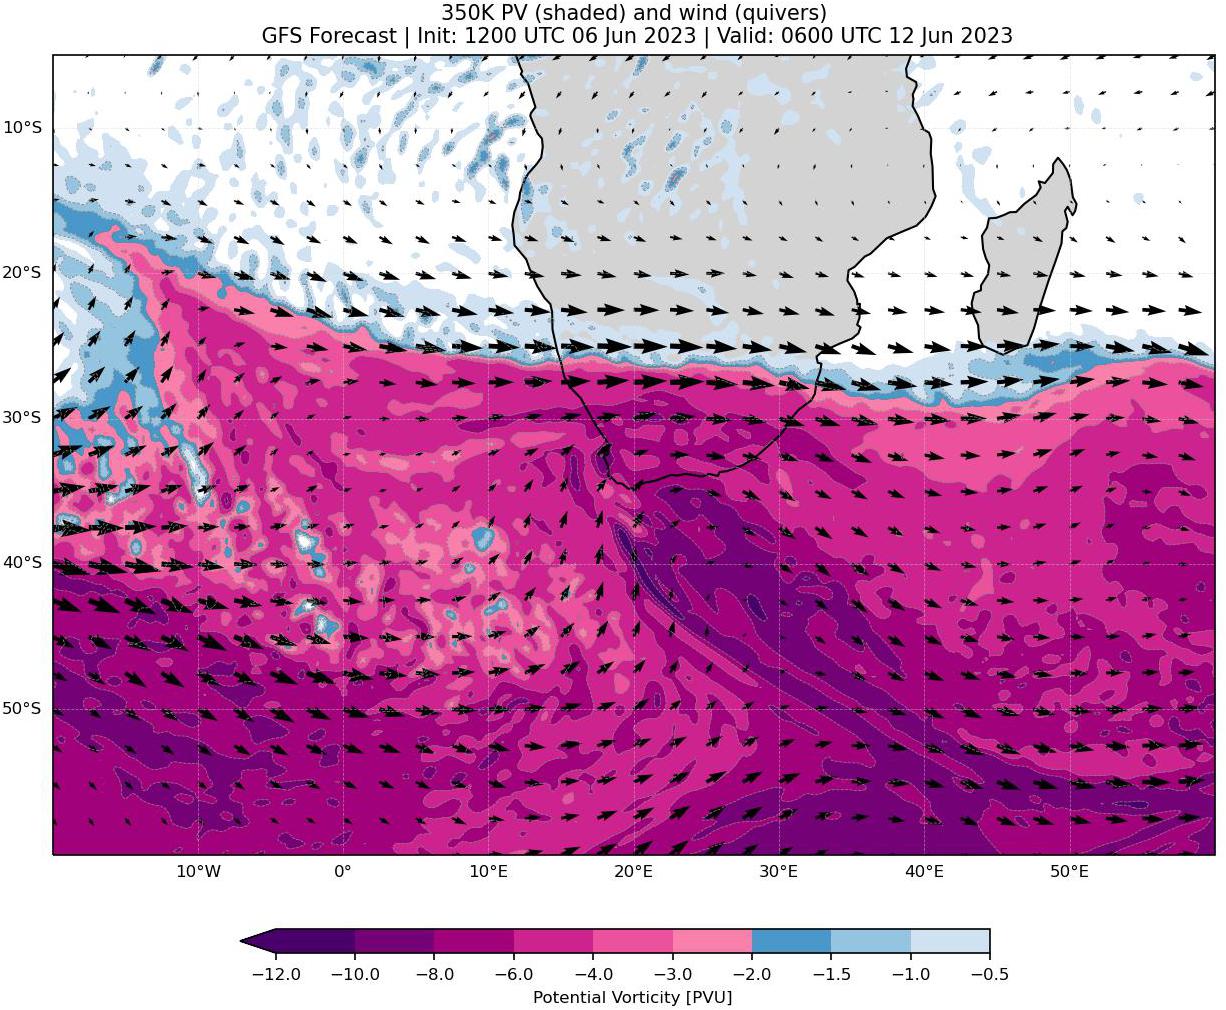 350K PV (shaded) and wind (quivers)
GFS Forecast | Init: 1200 UTC 06 Jun 2023 | Valid: 0600 UTC 12 Jun 2023
10°S
20°S
30°S
40°S
50°S
10°W 0° 10°E 20°E 30°E 40°E 50°E
−12.0 −10.0 −8.0 −6.0 −4.0 −3.0 −2.0 −1.5 −1.0 −0.5
Potential Vorticity [PVU]